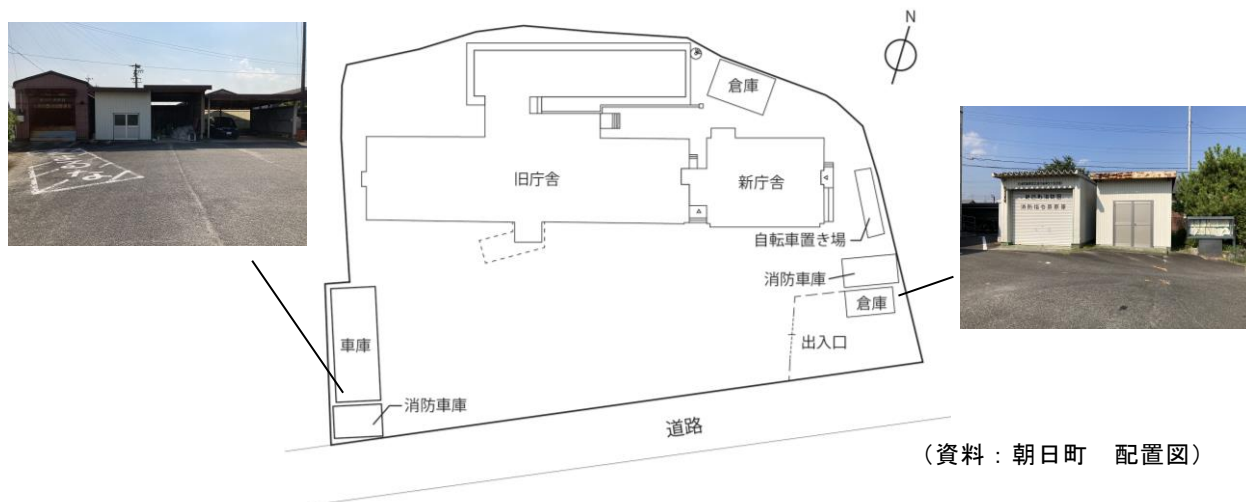 N
倉庫
旧庁舎
新庁舎
自転車置き場
消防車庫
倉庫
車庫
出入口
消防車庫
道路
(資料:朝日町 配置図)